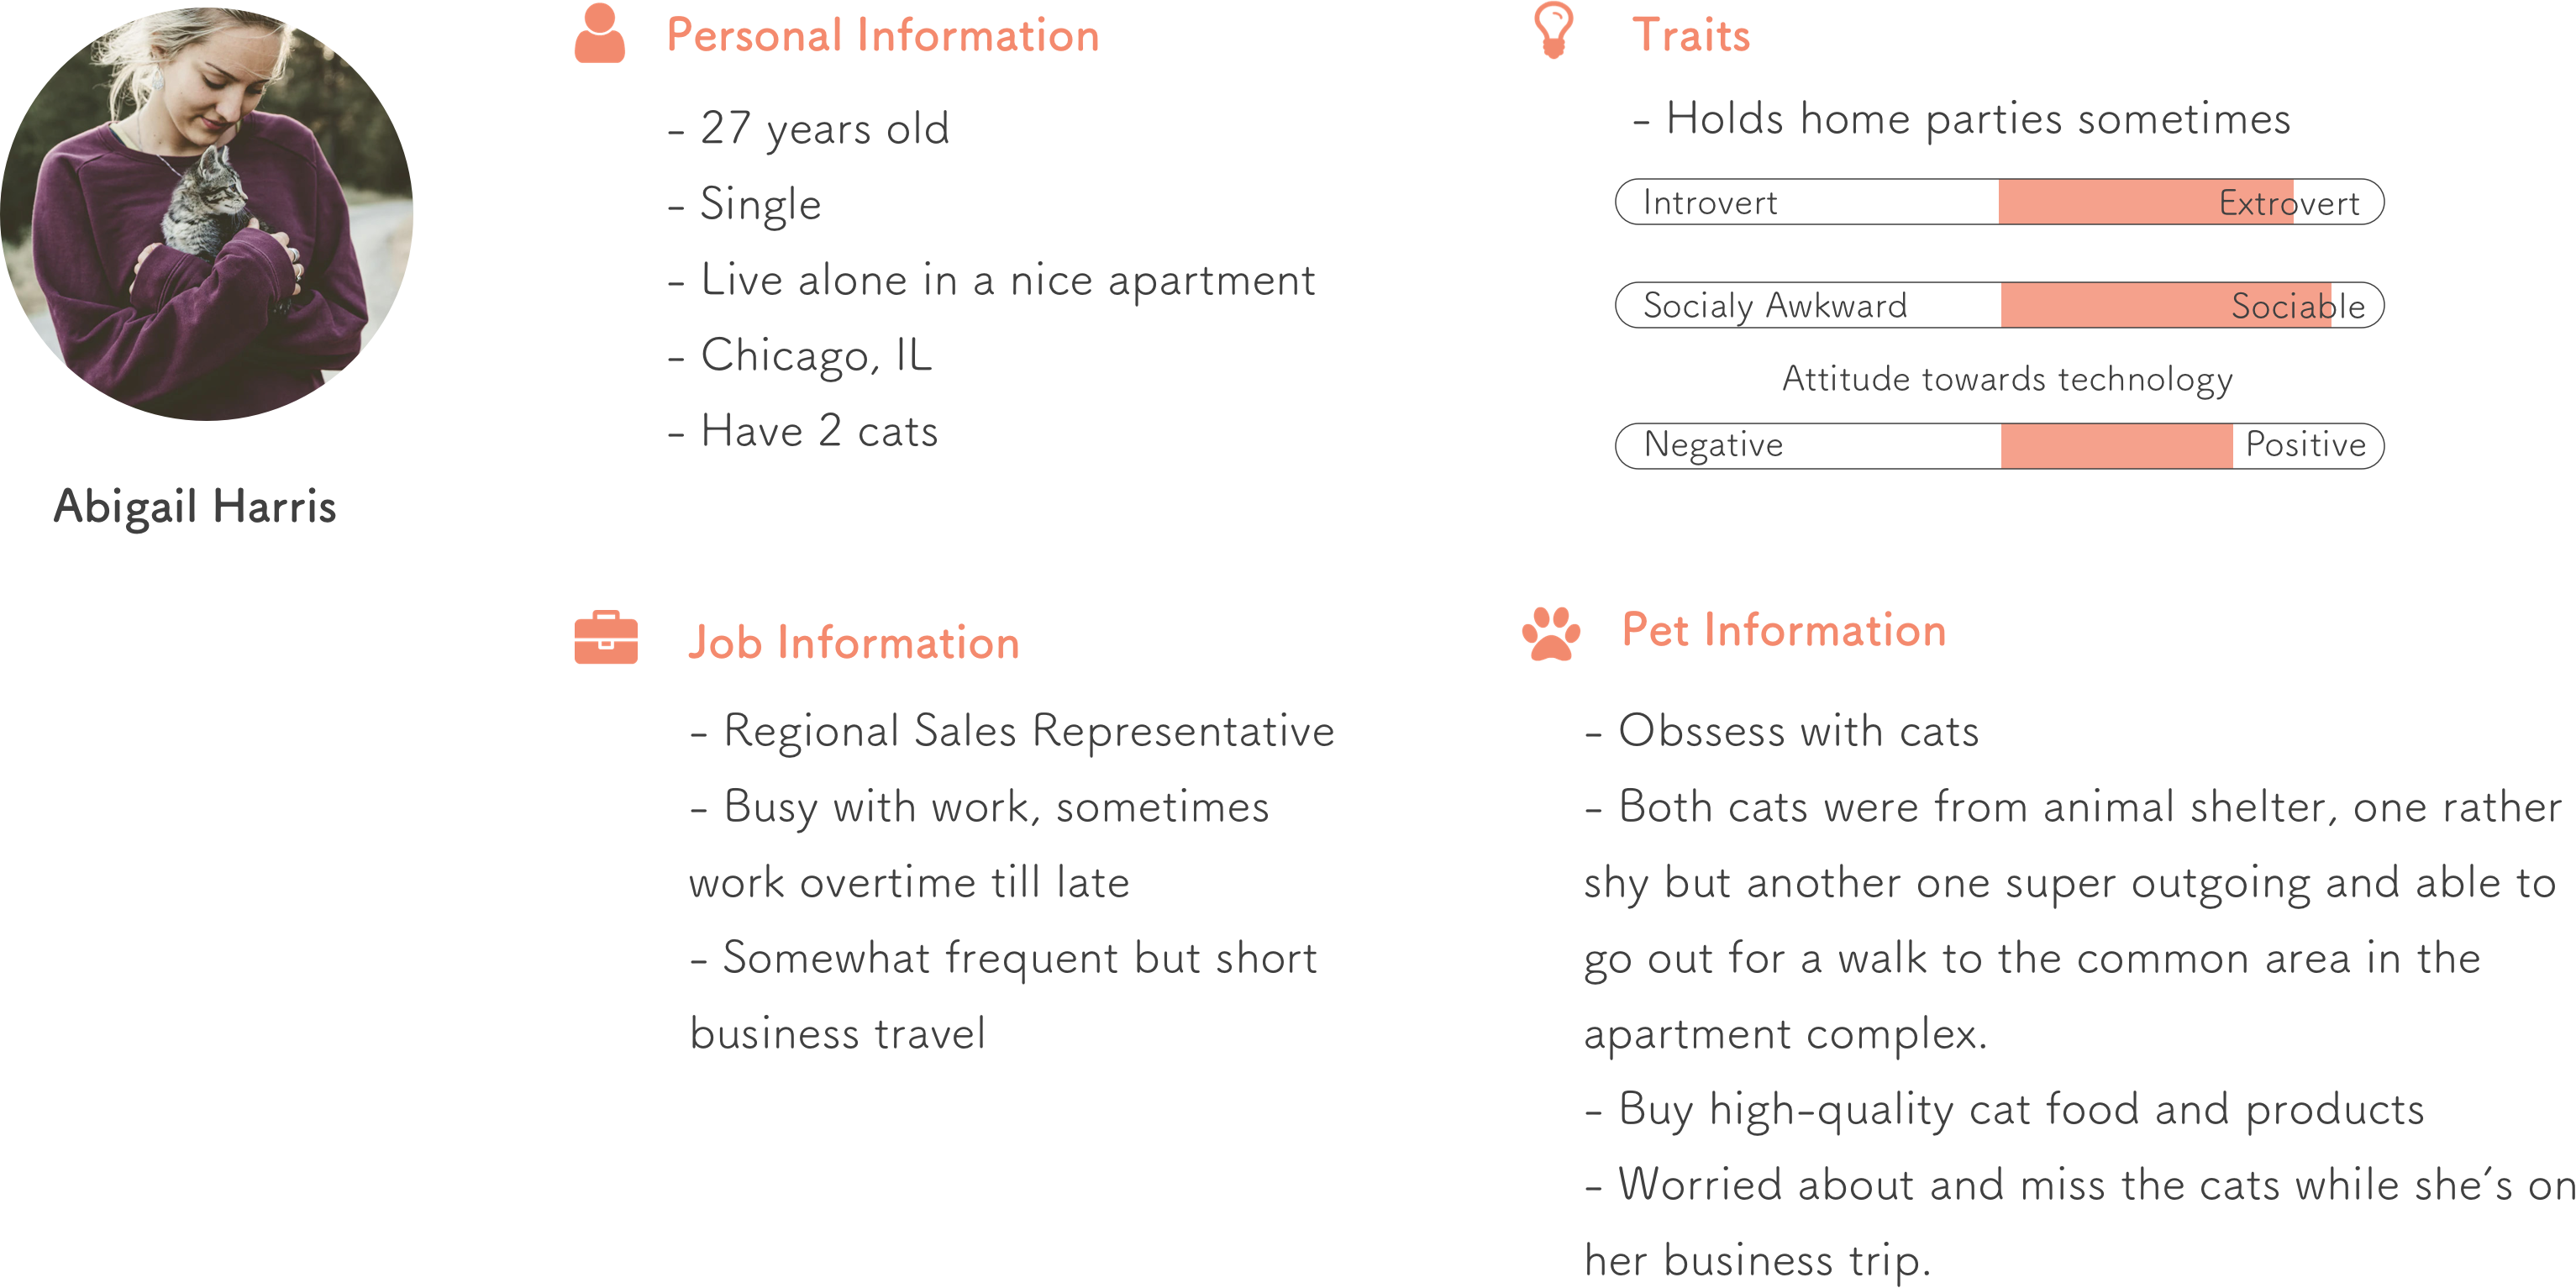 Abigail Harris
Personal Information
- 27 years old
- Single
- Live alone in a nice apartment
- Chicago, IL
- Have 2 cats
Traits
- Holds home parties sometimes
Introvert Extrovert
Socialy Awkward Sociable
Attitude towards technology
Negative Positive
Job Information
- Regional Sales Representative
- Busy with work, sometimes
work overtime till late
- Somewhat frequent but short
business travel
Pet Information
- Obssess with cats
- Both cats were from animal shelter, one rather
shy but another one super outgoing and able to
go out for a walk to the common area in the
apartment complex.
- Buy high-quality cat food and products
- Worried about and miss the cats while she's on
her business trip.